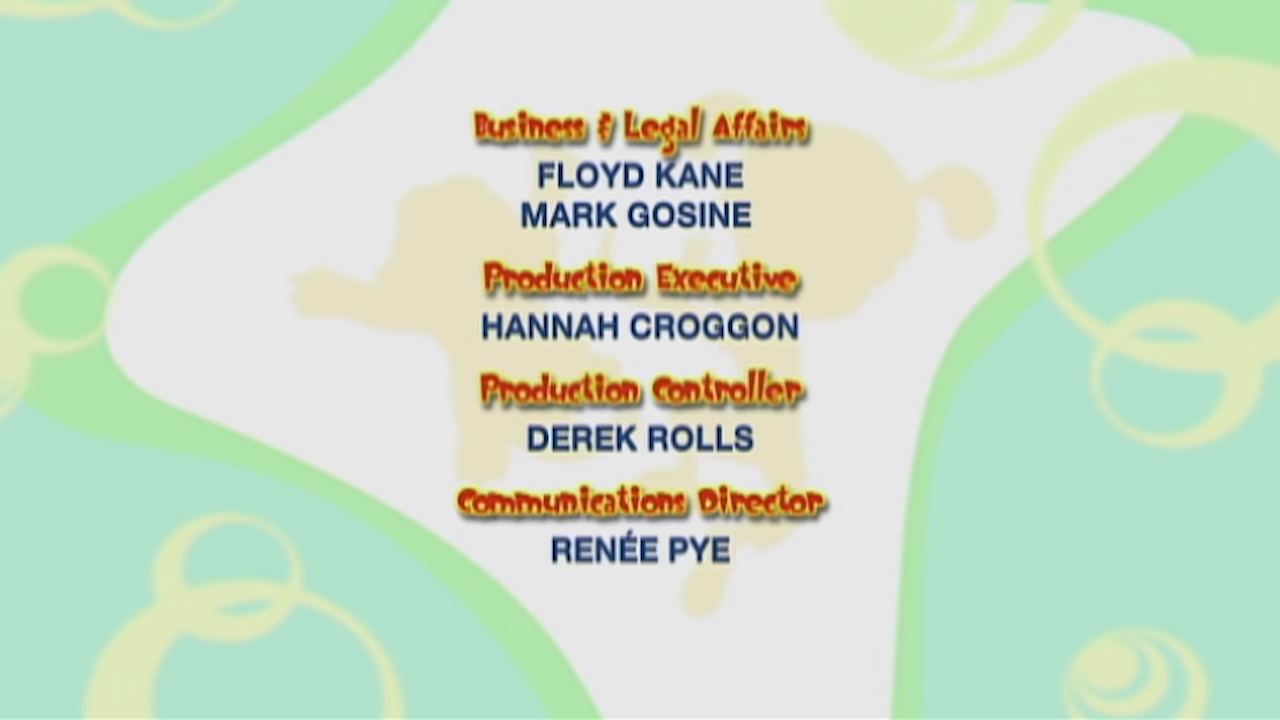 Business & Legal Affairs
FLOYD KANE
MARK GOSINE
Production Executive
HANNAH CROGGON
Production Controller
DEREK ROLLS
Communications Director
RENÉE PYE